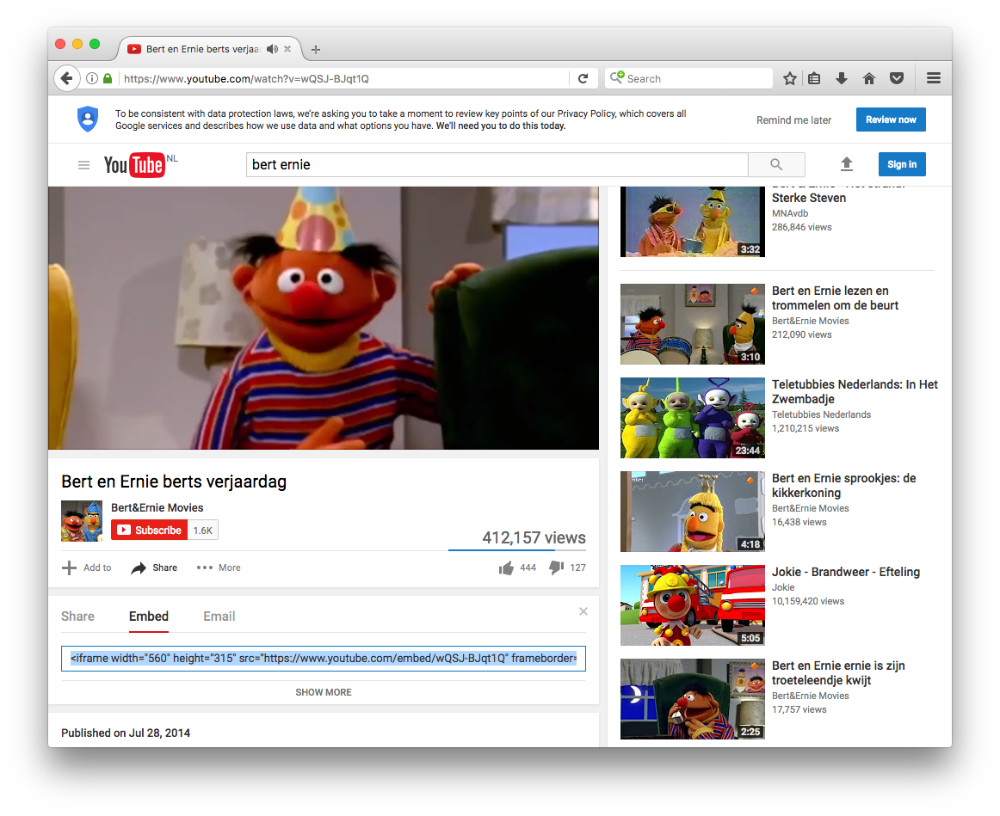 Bert en Ernie berts verjaa
https://www.youtube.com/watch?v=wQSJ-BJqt1Q
Search
To be consistent with data protection laws, we're asking you to take a moment to review key points of our Privacy Policy, which covers all
Google services and describes how we use data and what options you have. We'll need you to do this today.
Remind me later
Review now
YouTube NL
bert ernie
Sign in
Bert en Ernie berts verjaardag
Bert&Ernie Movies
Subscribe 1.6K
412,157 views
Add to
Share
More
444
127
Share
Embed
Email
<iframe width="560" height="315" src="https://www.youtube.com/embed/wQSJ-BJqt1Q" frameborder=
SHOW MORE
Published on Jul 28, 2014
Sterke Steven
MNAvdb
286,846 views
3:32
Bert en Ernie lezen en
trommelen om de beurt
Bert&Ernie Movies
212,090 views
3:10
Teletubbies Nederlands: In Het
Zwembadje
Teletubbies Nederlands
1,210,215 views
23:44
Bert en Ernie sprookjes: de
kikkerkoning
Bert&Ernie Movies
16,438 views
4:18
Jokie - Brandweer - Efteling
Jokie
10,159,420 views
5:05
Bert en Ernie ernie is zijn
troeteleendje kwijt
Bert&Ernie Movies
17,757 views
2:25